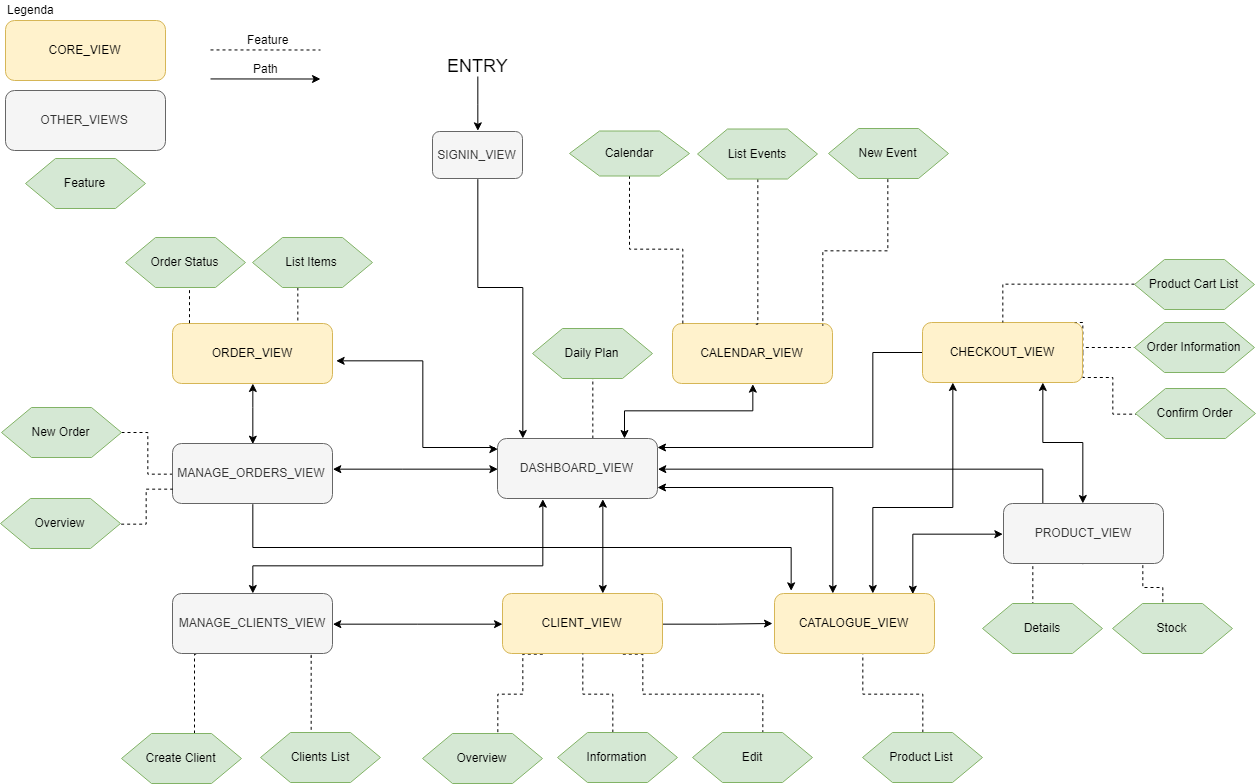 Legenda
CORE_VIEW
Feature
Path
OTHER_VIEWS
Feature
ENTRY
SIGNIN_VIEW
Calendar
List Events
New Event
Order Status
List Items
Product Cart List
ORDER_VIEW
Daily Plan
CALENDAR_VIEW
CHECKOUT_VIEW
Order Information
Confirm Order
New Order
MANAGE_ORDERS_VIEW
DASHBOARD_VIEW
Overview
PRODUCT_VIEW
MANAGE_CLIENTS_VIEW
CLIENT_VIEW
CATALOGUE_VIEW
Details
Stock
Create Client
Clients List
Overview
Information
Edit
Product List